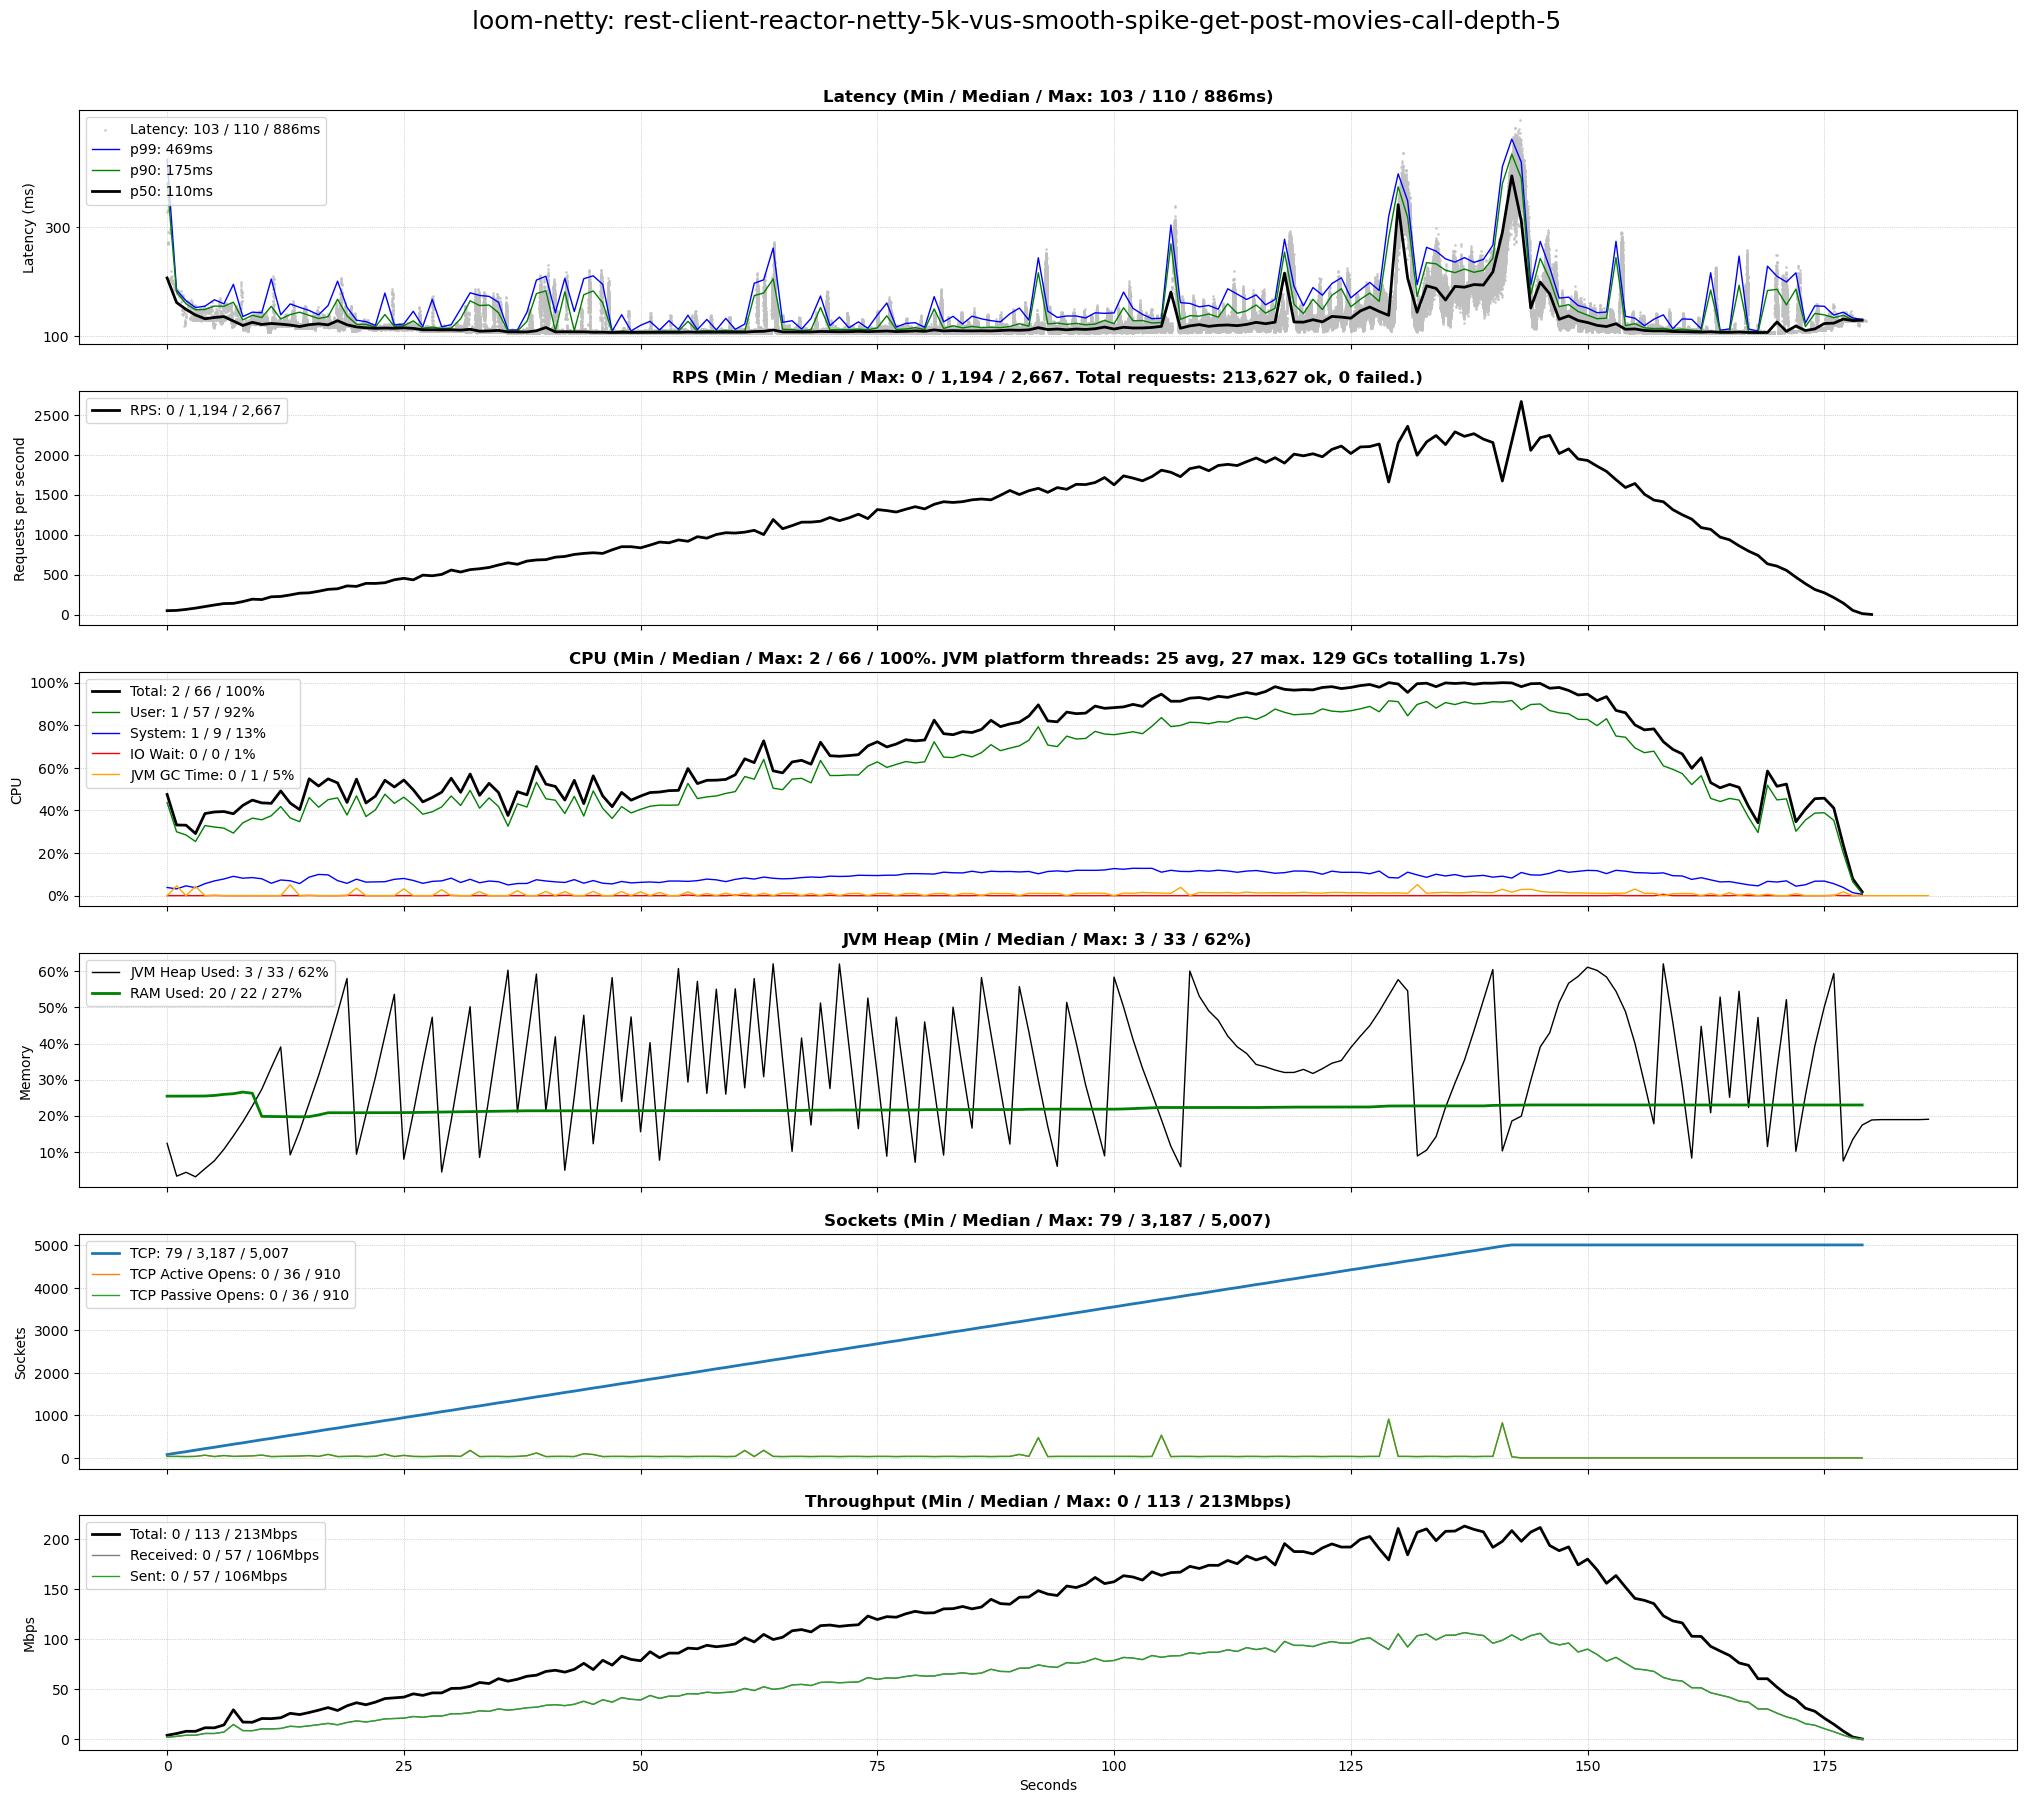 loom-netty: rest-client-reactor-netty-5k-vus-smooth-spike-get-post-movies-call-depth-5
Latency (Min / Median / Max: 103 / 110 / 886ms)
Latency: 103 / 110 / 886ms
p99: 469ms
p90: 175ms
p50: 110ms
Latency (ms)
300
100
RPS (Min / Median / Max: 0 / 1,194 / 2,667. Total requests: 213,627 ok, 0 failed.)
RPS: 0 / 1,194 / 2,667
Requests per second
2500
2000
1500
1000
500
0
CPU (Min / Median / Max: 2 / 66 / 100%. JVM platform threads: 25 avg, 27 max. 129 GCs totalling 1.7s)
Total: 2 / 66 / 100%
User: 1 / 57 / 92%
System: 1 / 9 / 13%
IO Wait: 0 / 0 / 1%
JVM GC Time: 0 / 1 / 5%
CPU
100%
80%
60%
40%
20%
0%
JVM Heap (Min / Median / Max: 3 / 33 / 62%)
JVM Heap Used: 3 / 33 / 62%
RAM Used: 20 / 22 / 27%
Memory
60%
50%
40%
30%
20%
10%
Sockets (Min / Median / Max: 79 / 3,187 / 5,007)
TCP: 79 / 3,187 / 5,007
TCP Active Opens: 0 / 36 / 910
TCP Passive Opens: 0 / 36 / 910
Sockets
5000
4000
3000
2000
1000
0
Throughput (Min / Median / Max: 0 / 113 / 213Mbps)
Total: 0 / 113 / 213Mbps
Received: 0 / 57 / 106Mbps
Sent: 0 / 57 / 106Mbps
Mbps
200
150
100
50
0
0 25 50 75 100 125 150 175
Seconds